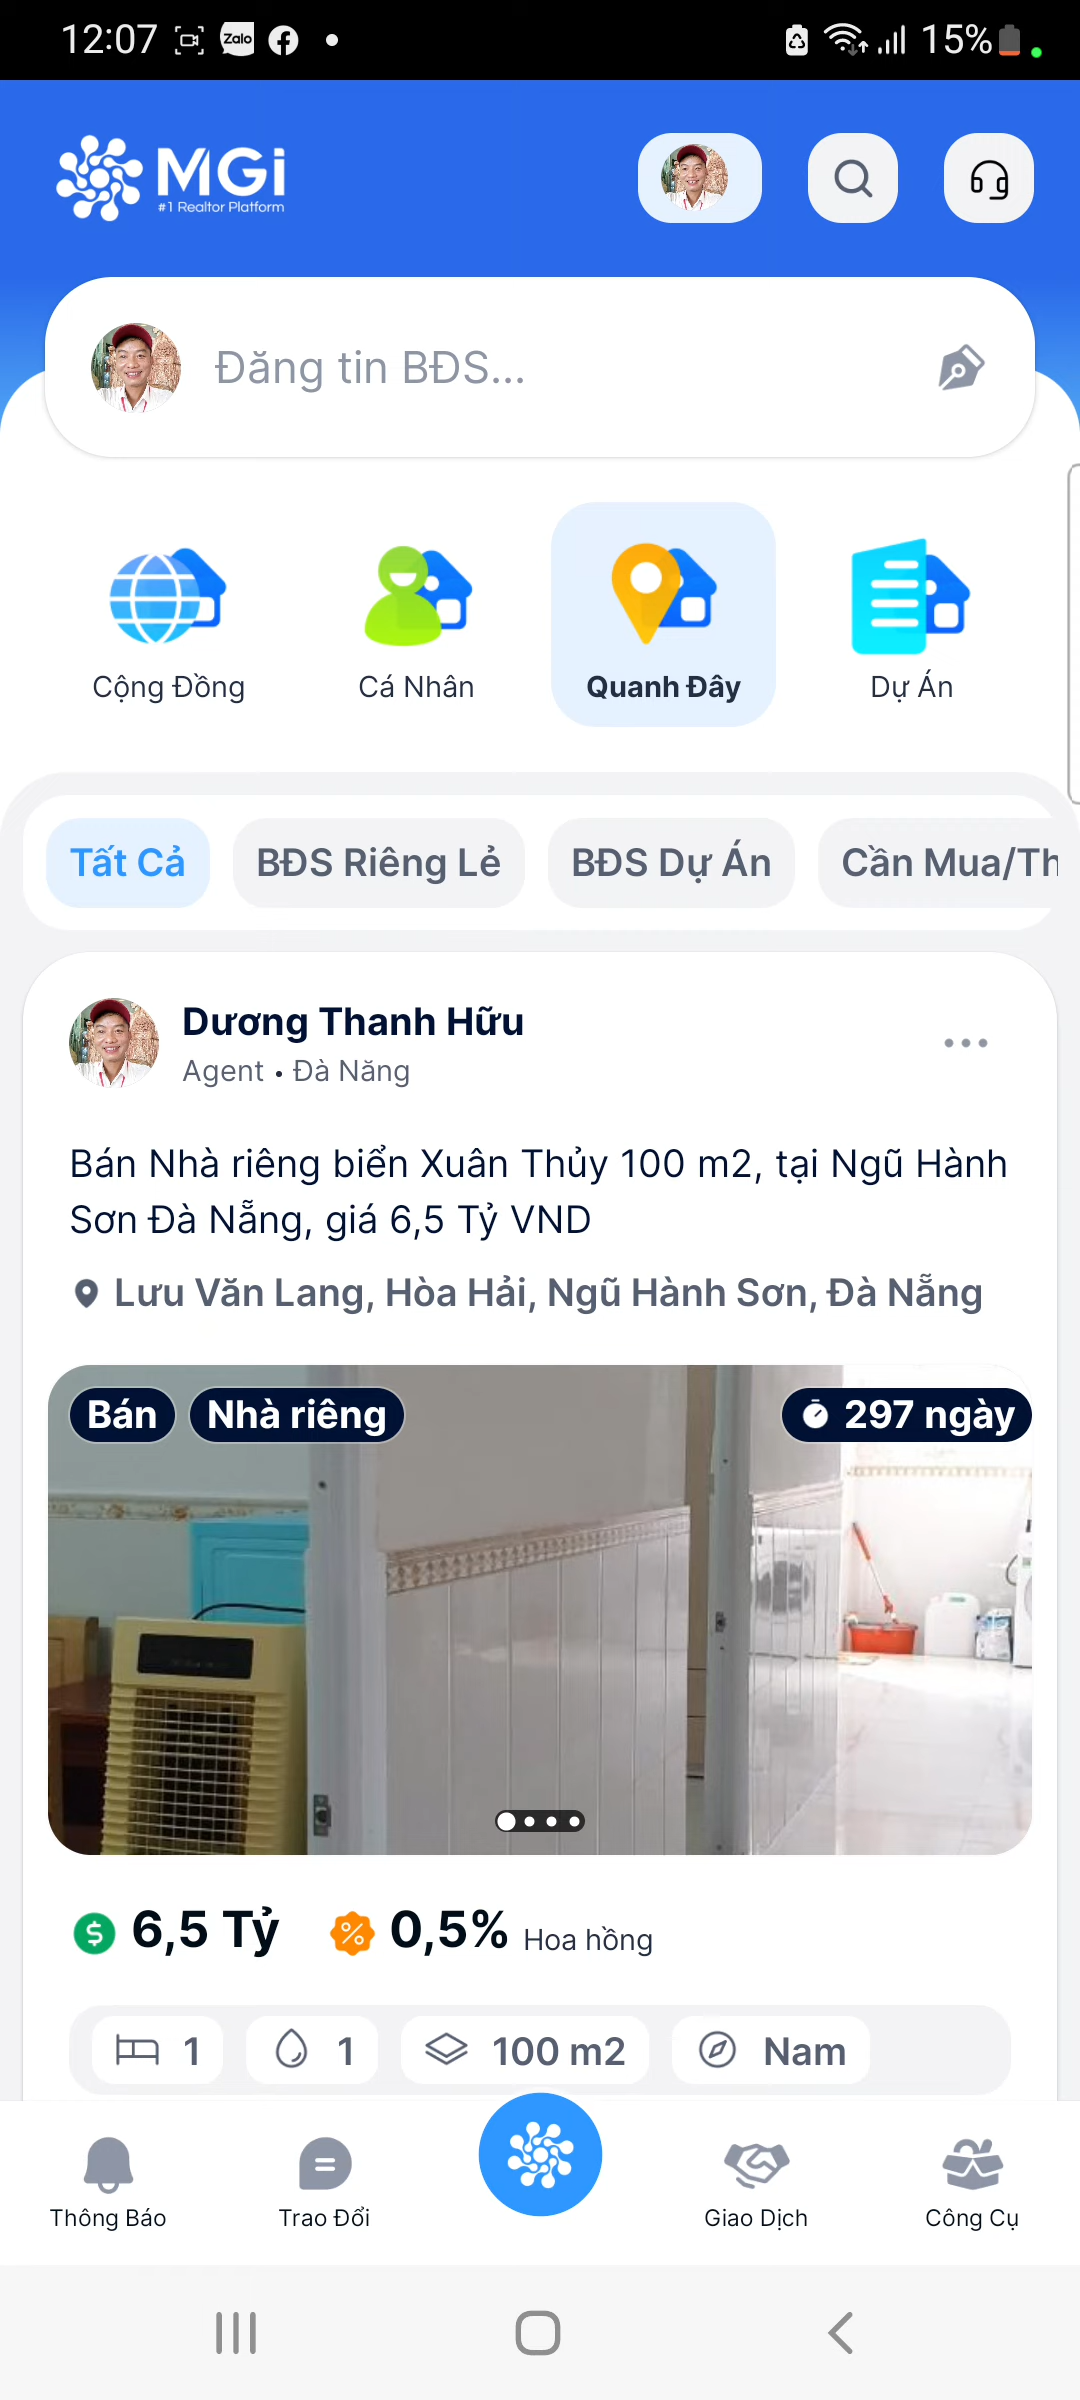 12:07
Zalo
15%
MGi
#1 Realtor Platform
Đăng tin BĐS...
Cộng Đồng
Cá Nhân
Quanh Đây
Dự Án
Tất Cả
BĐS Riêng Lẻ
BĐS Dự Án
Cần Mua/Th
Dương Thanh Hữu
Agent • Đà Năng
Bán Nhà riêng biển Xuân Thủy 100 m2, tại Ngũ Hành
Sơn Đà Nẵng, giá 6,5 Tỷ VND
Lưu Văn Lang, Hòa Hải, Ngũ Hành Sơn, Đà Nẵng
Bán
Nhà riêng
297 ngày
6,5 Tỷ
0,5% Hoa hồng
1
1
100 m2
Nam
Thông Báo
Trao Đổi
Giao Dịch
Công Cụ